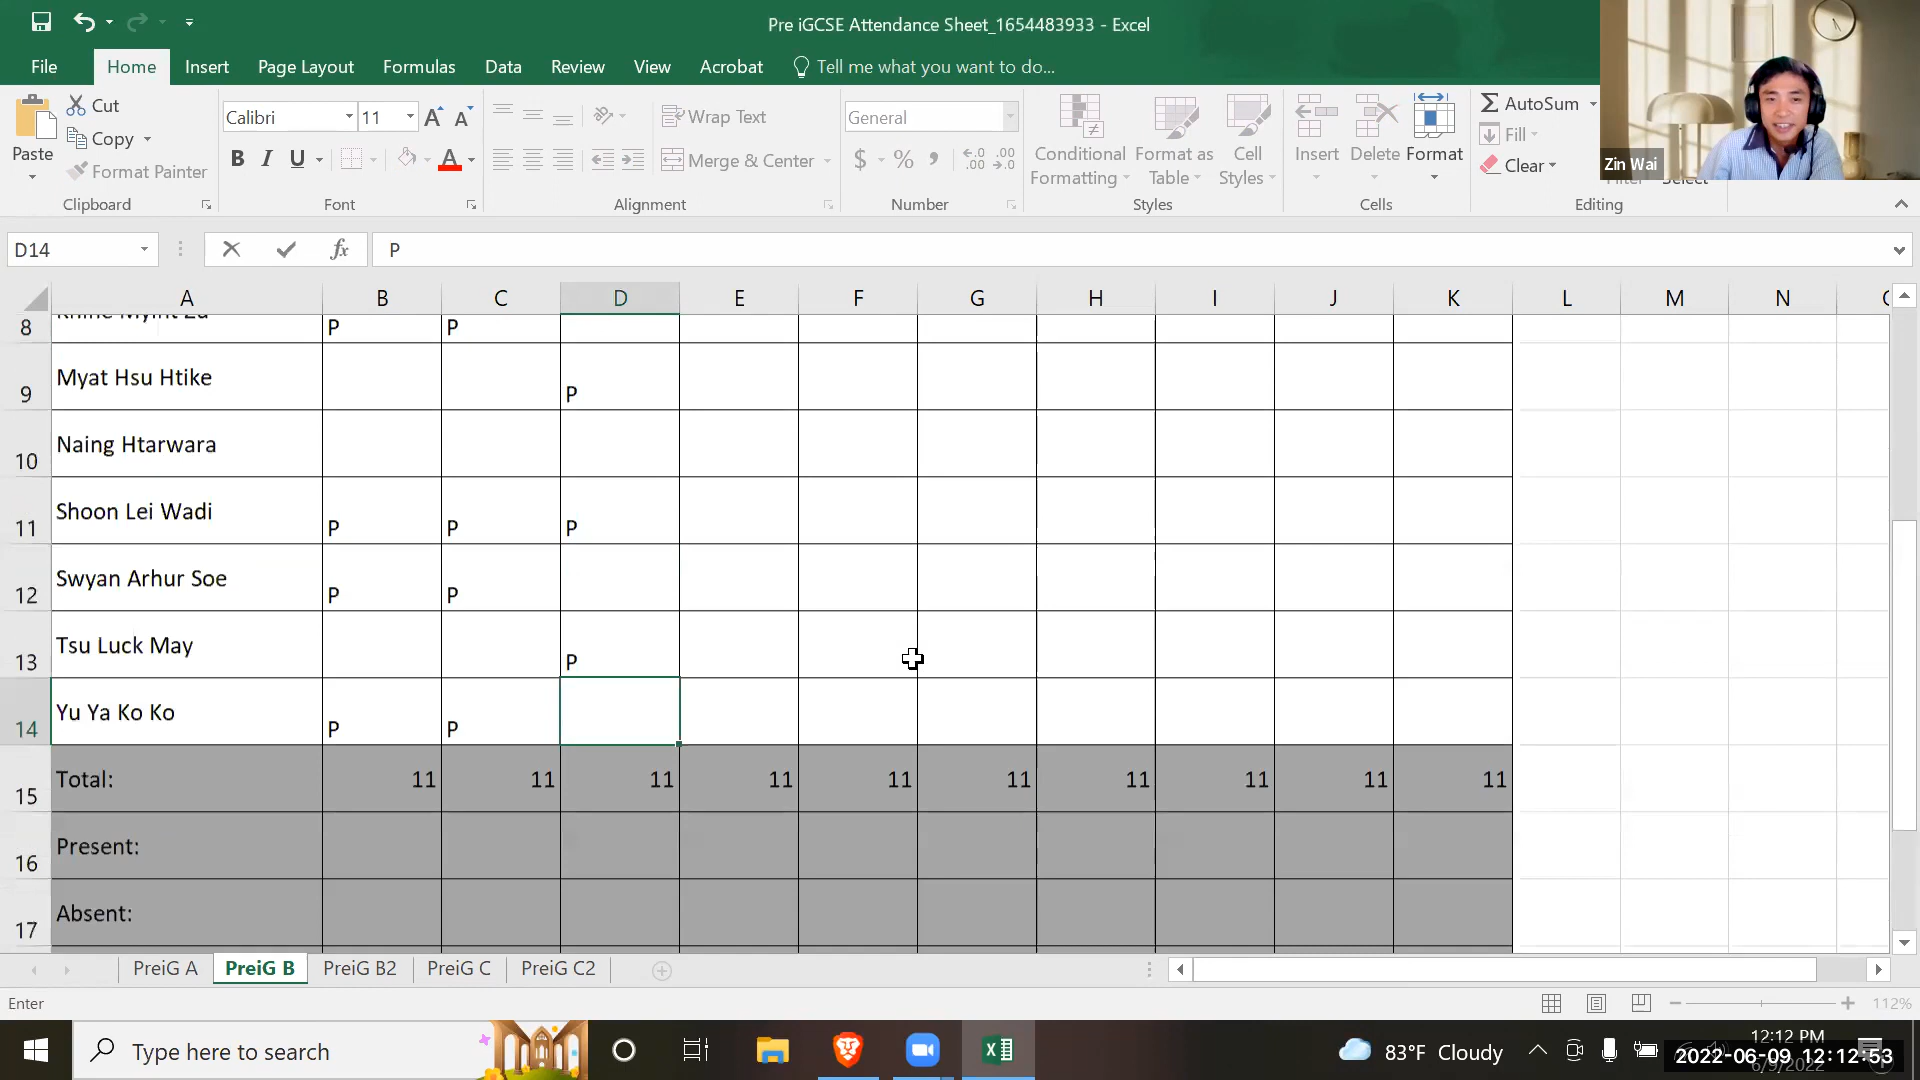 Pre iGCSE Attendance Sheet_1654483933 - Excel
File Home Insert Page Layout Formulas Data Review View Acrobat Tell me what you want to do...
Paste Cut Copy Format Painter
Clipboard
Calibri 11
B I U A
Font
Wrap Text
Merge & Center
Alignment
General
$ % ,
Number
Conditional Formatting
Format as Table
Cell Styles
Styles
Insert Delete Format
Cells
AutoSum
Fill
Clear
Editing
Zin Wai
D14 fx P
A B C D E F G H I J K L M N
8 P P
9 Myat Hsu Htike P
10 Naing Htarwara
11 Shoon Lei Wadi P P P
12 Swyan Arhur Soe P P
13 Tsu Luck May P
14 Yu Ya Ko Ko P P
15 Total: 11 11 11 11 11 11 11 11 11 11
16 Present:
17 Absent:
PreiG A PreiG B PreiG B2 PreiG C PreiG C2
Enter 112%
Type here to search
83°F Cloudy
12:12 PM
6/9/2022
2022-06-09 12:12:53